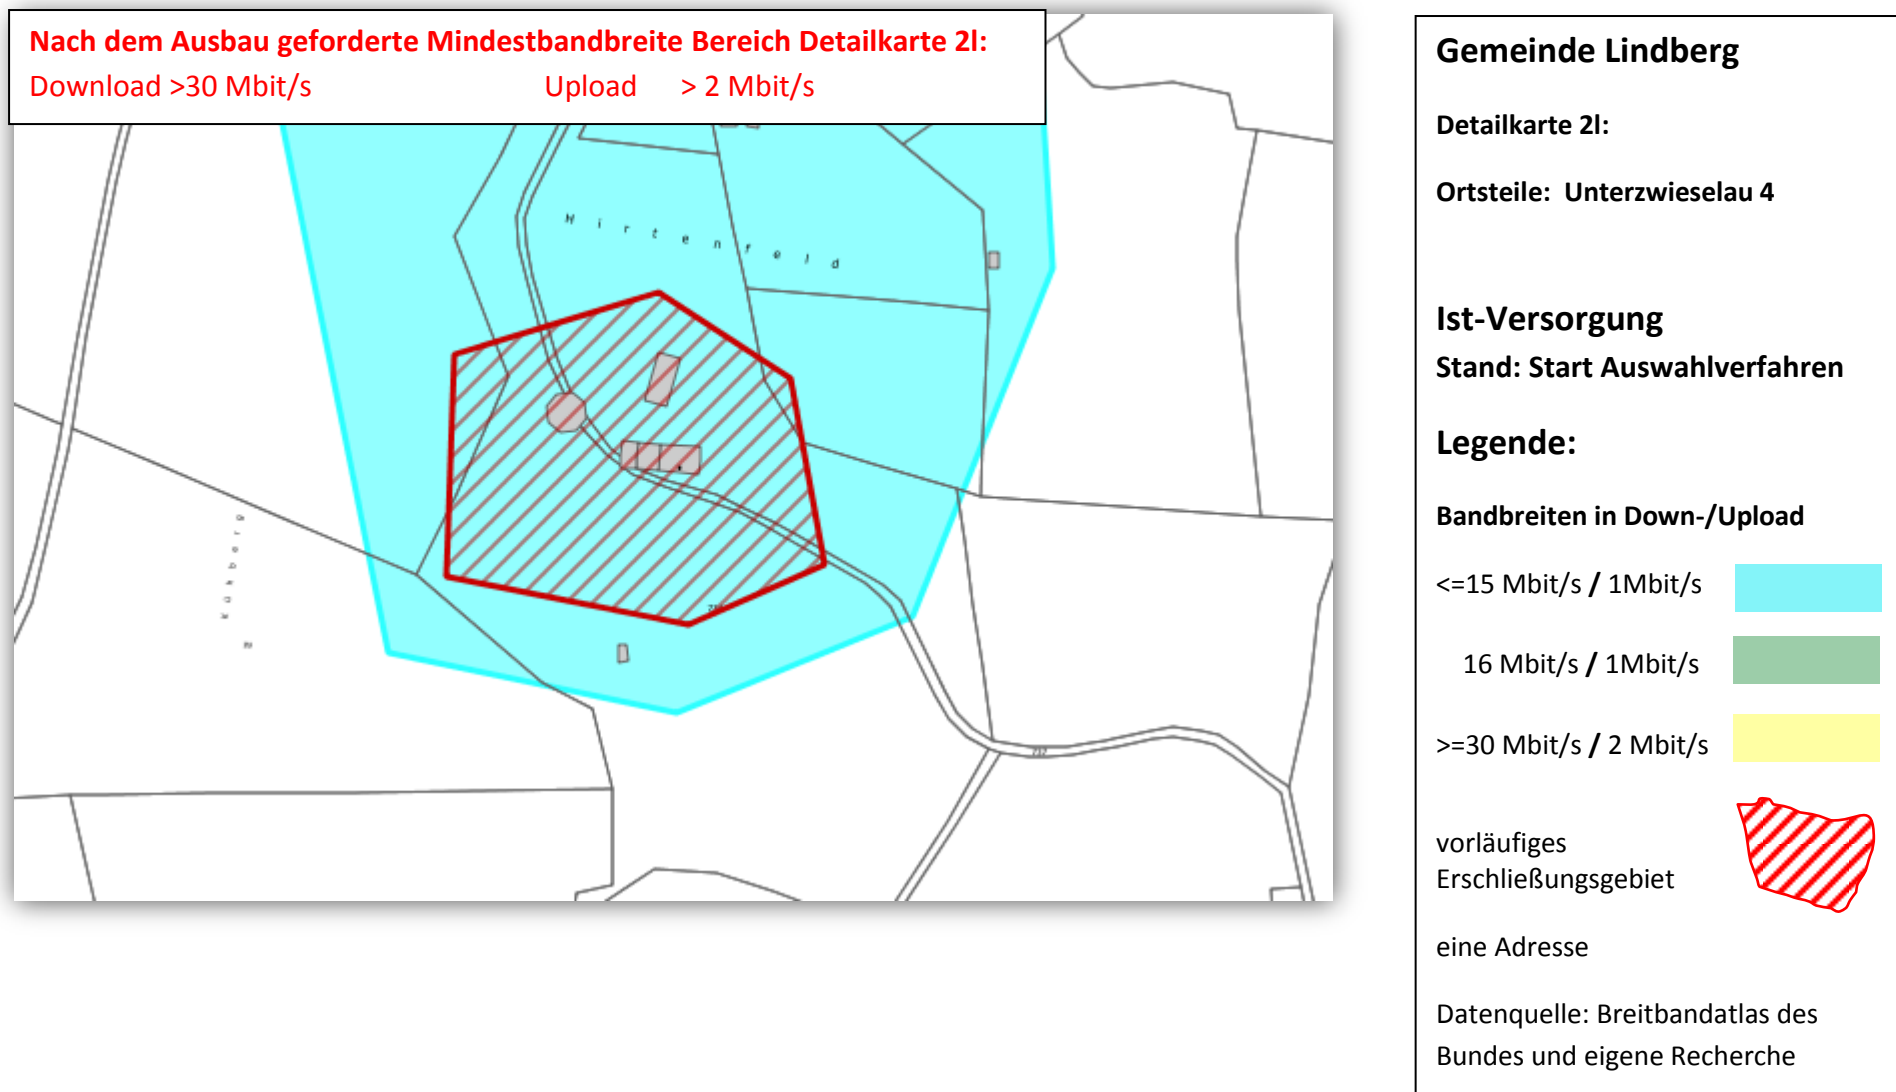 Nach dem Ausbau geforderte Mindestbandbreite Bereich Detailkarte 2l:
Download >30 Mbit/s Upload > 2 Mbit/s
Hirtenfeld
732
Gemeinde Lindberg
Detailkarte 2l:
Ortsteile: Unterzwieselau 4
Ist-Versorgung
Stand: Start Auswahlverfahren
Legende:
Bandbreiten in Down-/Upload
<=15 Mbit/s / 1Mbit/s
16 Mbit/s / 1Mbit/s
>=30 Mbit/s / 2 Mbit/s
vorläufiges
Erschließungsgebiet
eine Adresse
Datenquelle: Breitbandatlas des
Bundes und eigene Recherche